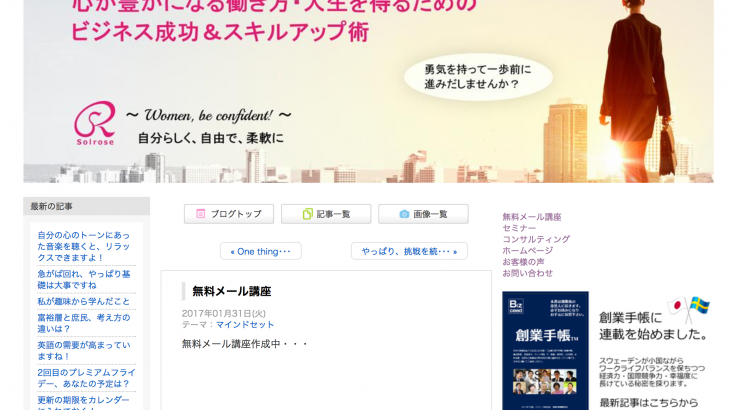 心が豊かになる働き方・人生を得るための
ビジネス成功＆スキルアップ術
勇気を持って一歩前に
進みだしませんか？
～ Women, be confident! ～
Solrose
自分らしく、自由で、柔軟に
最新の記事
自分の心のトーンにあっ
た音楽を聴くと、リラッ
クスできますよ！
急がば回れ、やっぱり基
礎は大事ですね
私が趣味から学んだこと
富裕層と庶民、考え方の
違いは？
英語の需要が高まってい
ますね！
2回目のプレミアムフライ
デー、あなたの予定は？
更新の期限をカレンダー
ブログトップ
記事一覧
画像一覧
« One thing･･･
やっぱり、挑戦を続･･･ »
無料メール講座
2017年01月31日(火)
テーマ：マインドセット
無料メール講座作成中・・・
無料メール講座
セミナー
コンサルティング
ホームページ
お客様の声
お問い合わせ
創業手帳
創業手帳に
連載を始めました。
スウェーデンが小国ながら
ワークライフバランスを保ちつつ
経済力・国際競争力・幸福度に
長けている秘密を探ります。
最新記事はこちらから